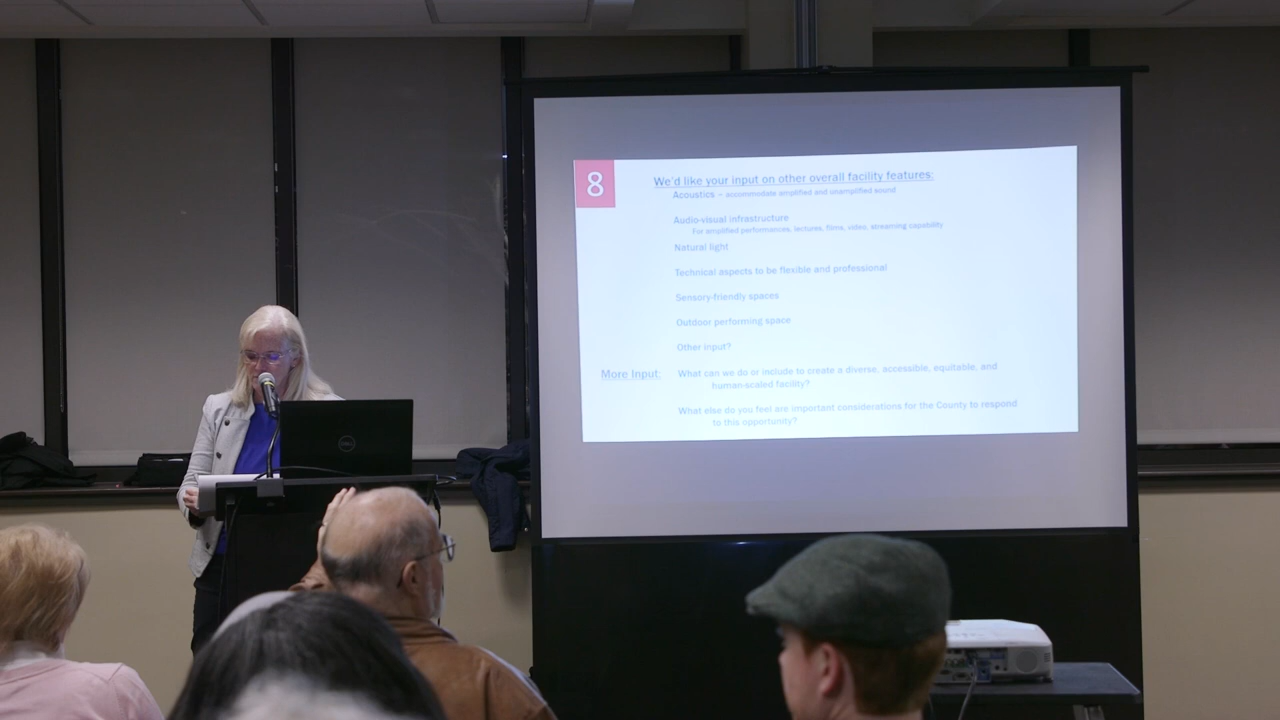 8
We'd like your input on other overall facility features:
Acoustics – accommodate amplified and unamplified sound
Audio-visual infrastructure
For amplified performances, lectures, films, video, streaming capability
Natural light
Technical aspects to be flexible and professional
Sensory-friendly spaces
Outdoor performing space
Other input?
More Input: What can we do or include to create a diverse, accessible, equitable, and
human-scaled facility?
What else do you feel are important considerations for the County to respond
to this opportunity?
DELL